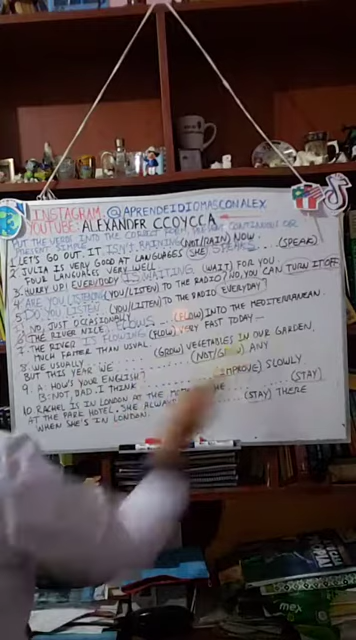 INSTAGRAM @APRENDEIDIOMASCONALEX
YOUTUBE: ALEXANDER CCOYCCA
PUT THE VERBS INTO THE CORRECT FORM, PRESENT CONTINUOUS OR
PRESENT SIMPLE
1 LET'S GO OUT. IT ISN'T RAINING (NOT/RAIN) NOW.
2 JULIA IS VERY GOOD AT LANGUAGES (SHE) SPEAKS ... (SPEAK)
FOUR LANGUAGES VERY WELL
3 HURRY UP! EVERYBODY IS WAITING (WAIT) FOR YOU.
4 ARE YOU LISTENING (YOU/LISTEN) TO THE RADIO? NO, YOU CAN TURN IT OFF
5 DO YOU LISTEN (YOU/LISTEN) TO THE RADIO EVERYDAY?
NO, JUST OCCASIONALLY
6 THE RIVER NILE FLOWS (FLOW) INTO THE MEDITERRANEAN.
7 THE RIVER IS FLOWING (FLOW) VERY FAST TODAY-
MUCH FASTER THAN USUAL
8 WE USUALLY ......... (GROW) VEGETABLES IN OUR GARDEN,
BUT THIS YEAR WE ......... (NOT/GROW) ANY
9 A: HOW'S YOUR ENGLISH?
B: NOT, BAD. I THINK ......... (IMPROVE) SLOWLY
10 RACHEL IS IN LONDON AT THE ......... (STAY)
AT THE PARK HOTEL. SHE ALWAYS ......... (STAY) THERE
WHEN SHE'S IN LONDON.